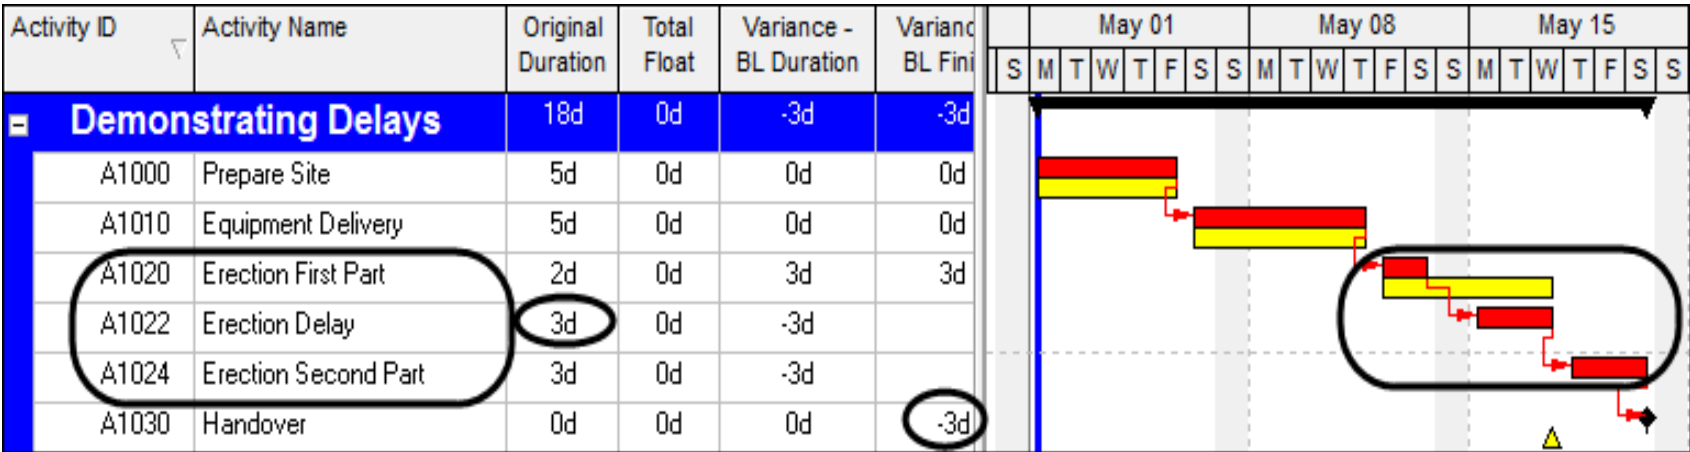 Activity ID Activity Name Original Duration Total Float Variance - BL Duration Varianc BL Fini May 01 May 08 May 15
S M T W T F S S M T W T F S S M T W T F S S
Demonstrating Delays 18d 0d -3d -3d
A1000 Prepare Site 5d 0d 0d 0d
A1010 Equipment Delivery 5d 0d 0d 0d
A1020 Erection First Part 2d 0d 3d 3d
A1022 Erection Delay 3d 0d -3d
A1024 Erection Second Part 3d 0d -3d
A1030 Handover 0d 0d 0d -3d